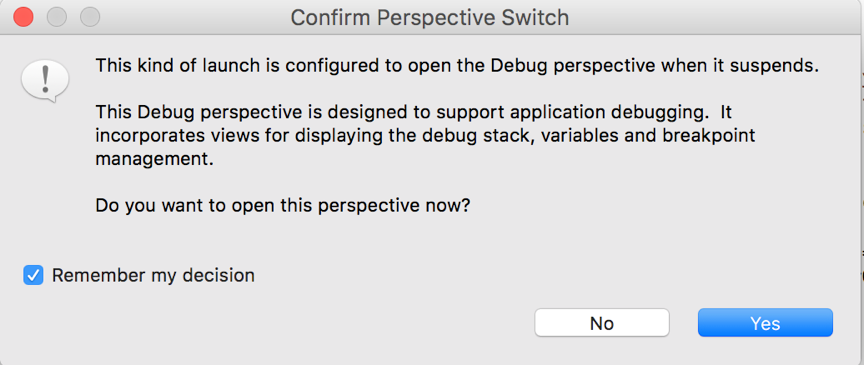 Confirm Perspective Switch
This kind of launch is configured to open the Debug perspective when it suspends.
This Debug perspective is designed to support application debugging.  It
incorporates views for displaying the debug stack, variables and breakpoint
management.
Do you want to open this perspective now?
Remember my decision
No
Yes